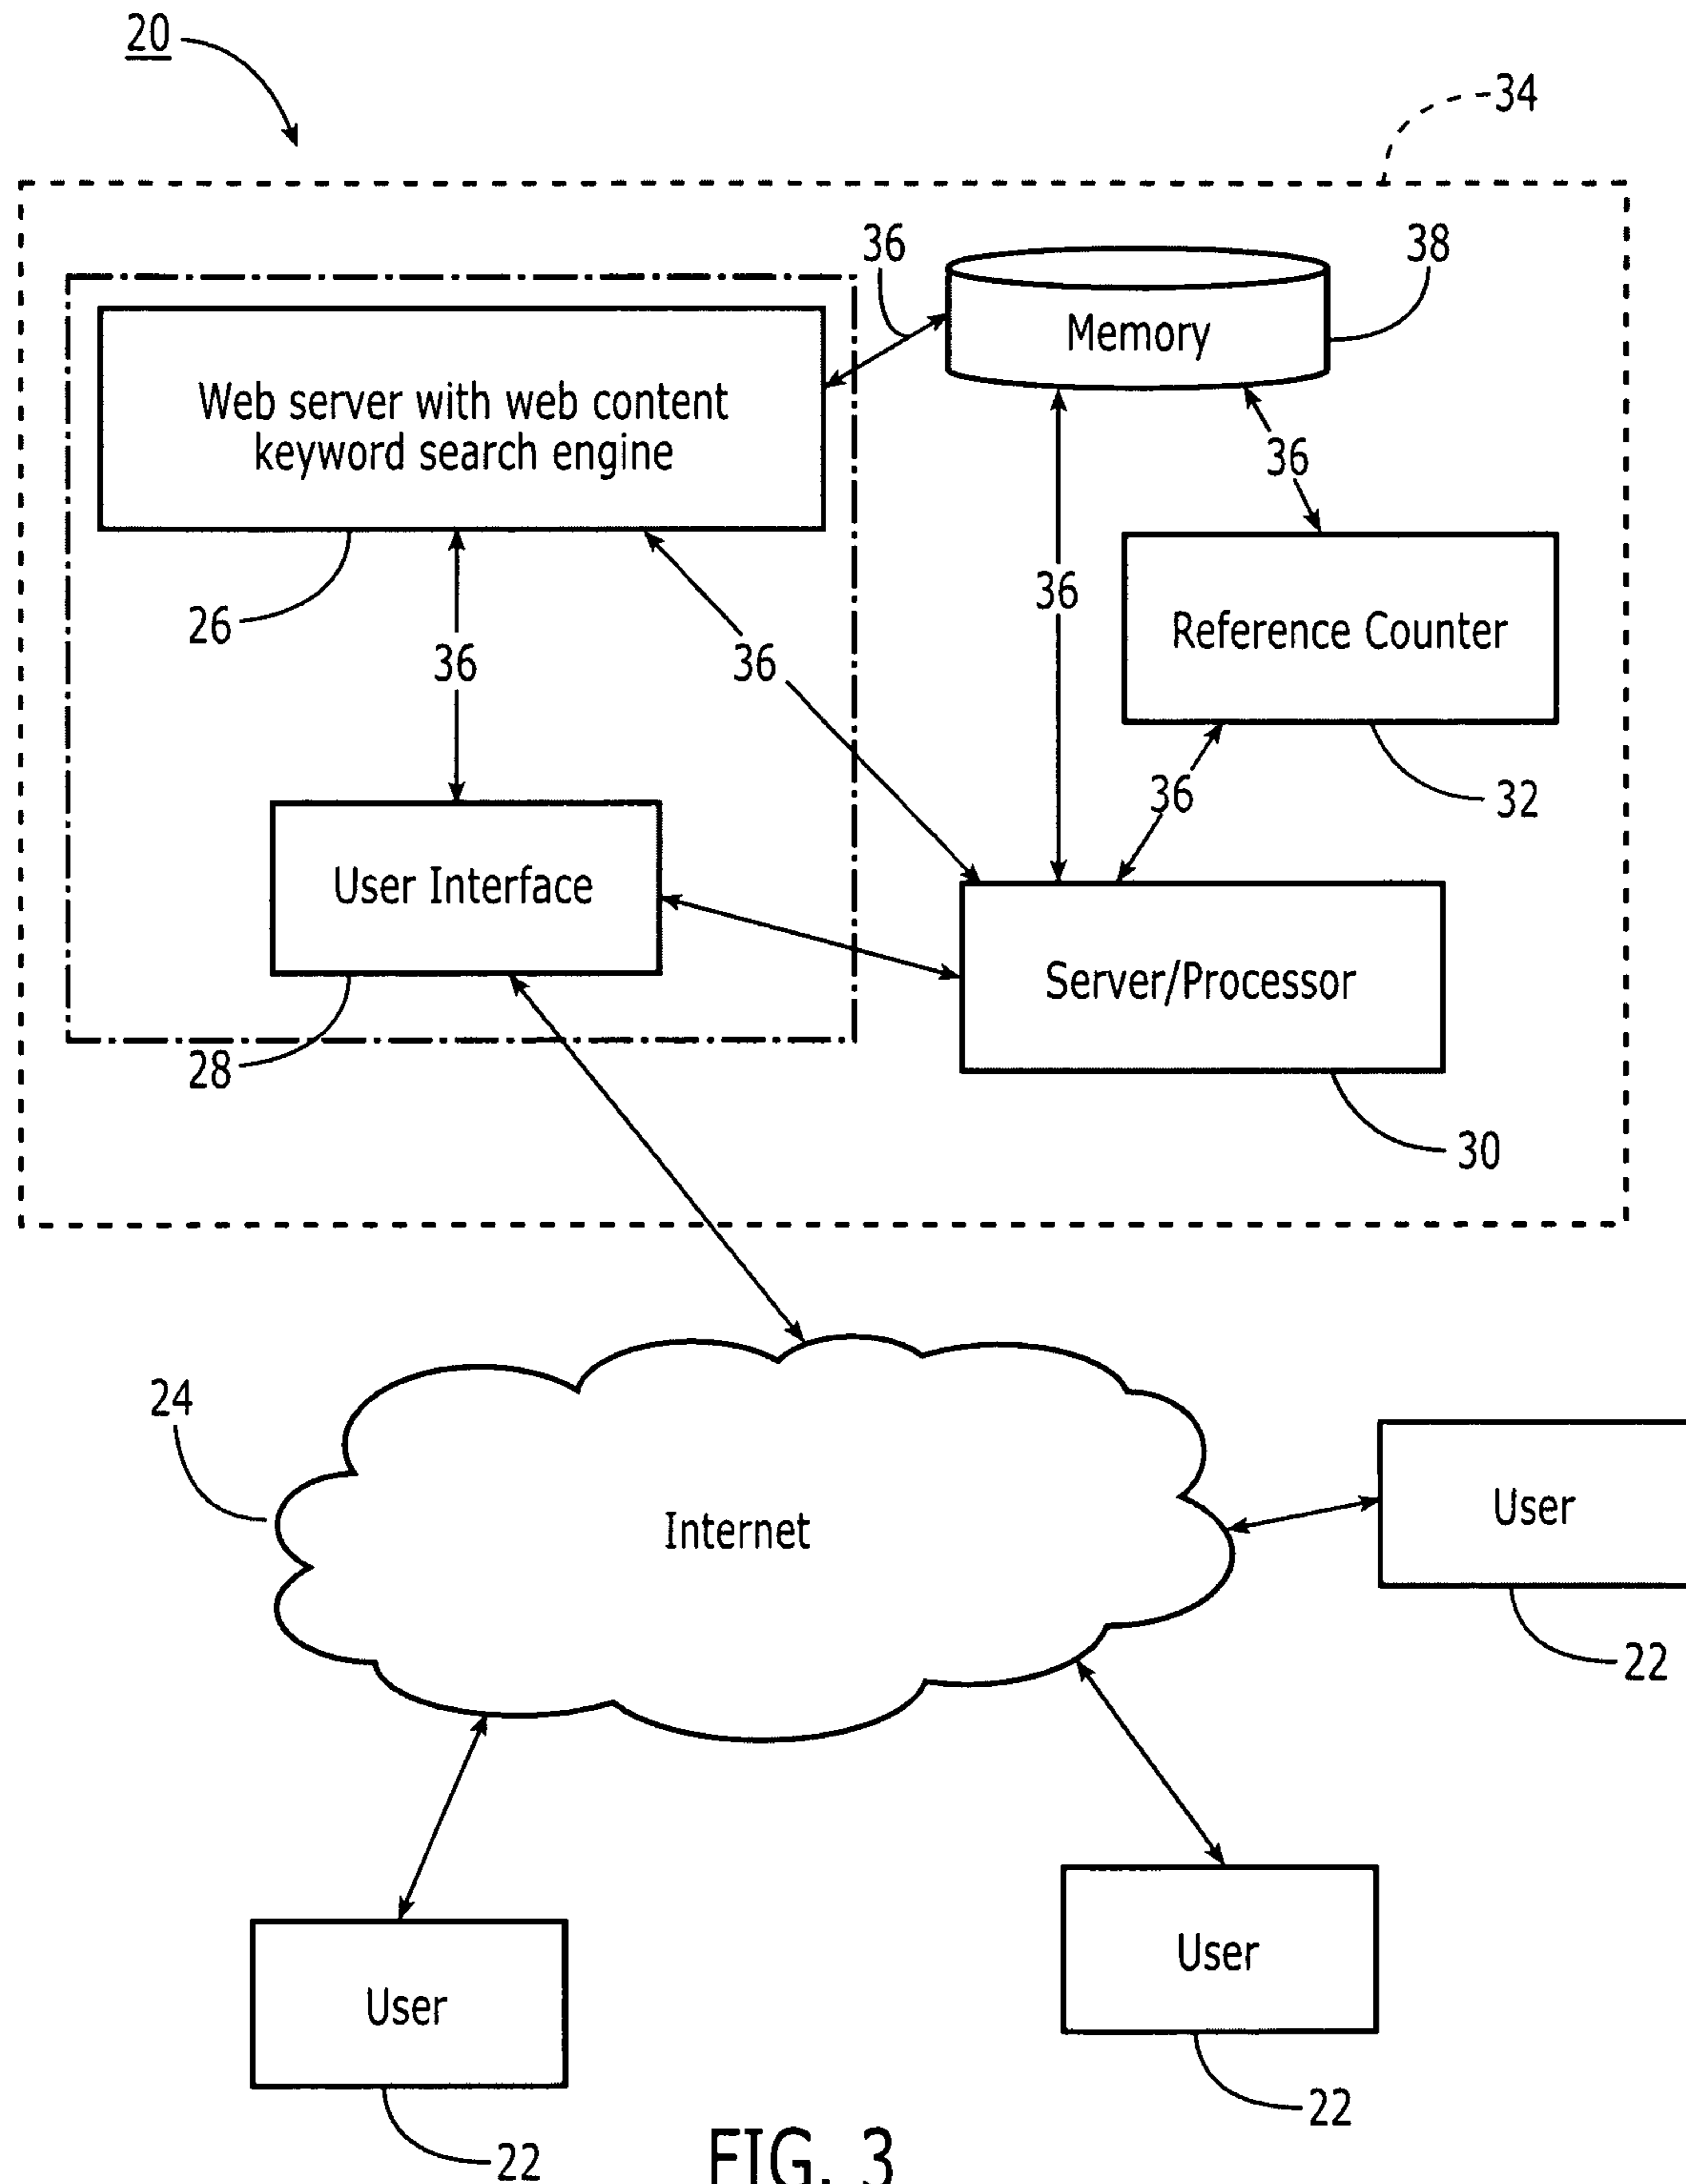 20
34
36
38
Memory
Web server with web content
keyword search engine
36
36
26
36
36
Reference Counter
36
32
User Interface
Server/Processor
28
30
24
Internet
User
22
User
User
22
22
FIG. 3